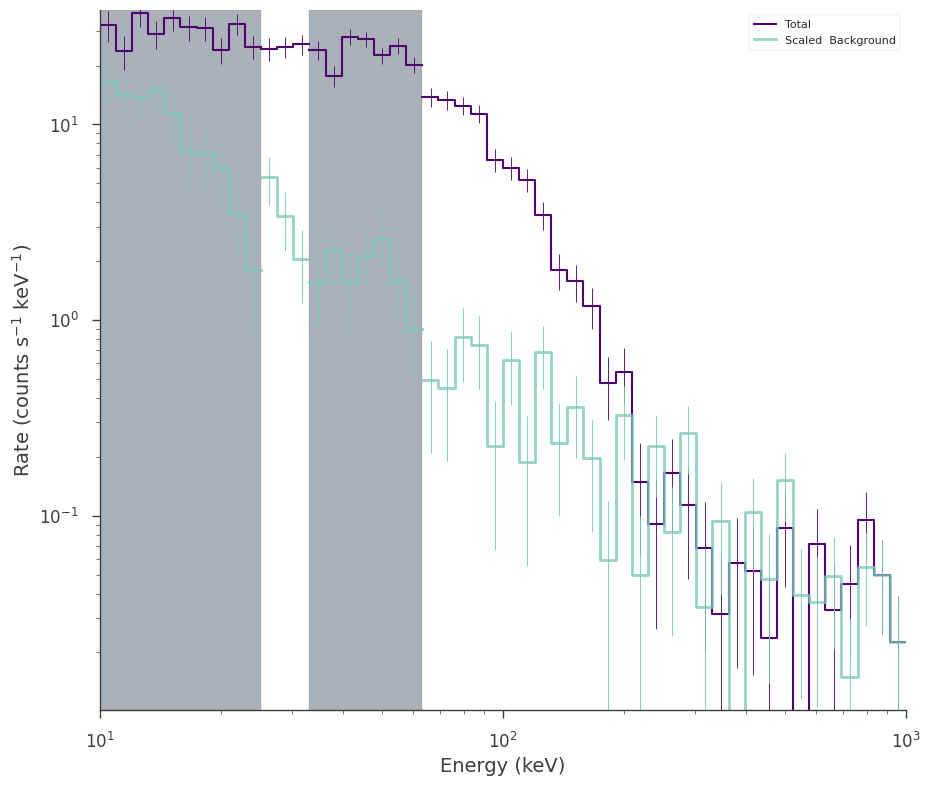 Total
Scaled  Background
Rate (counts s⁻¹ keV⁻¹)
10¹
10⁰
10⁻¹
10¹
10²
10³
Energy (keV)